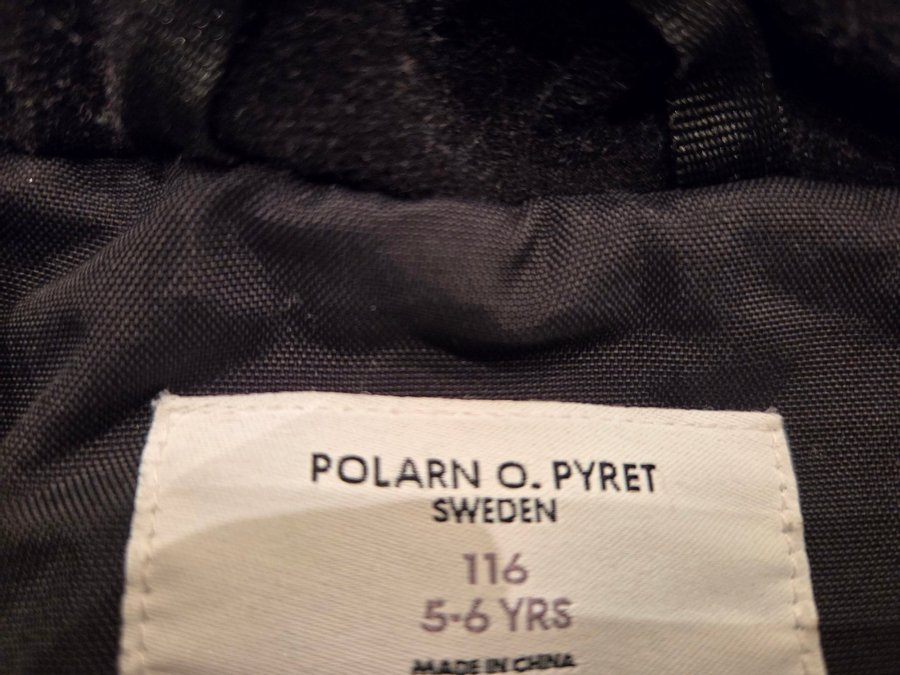 POLARN O. PYRET
SWEDEN
116
5-6 YRS
MADE IN CHINA